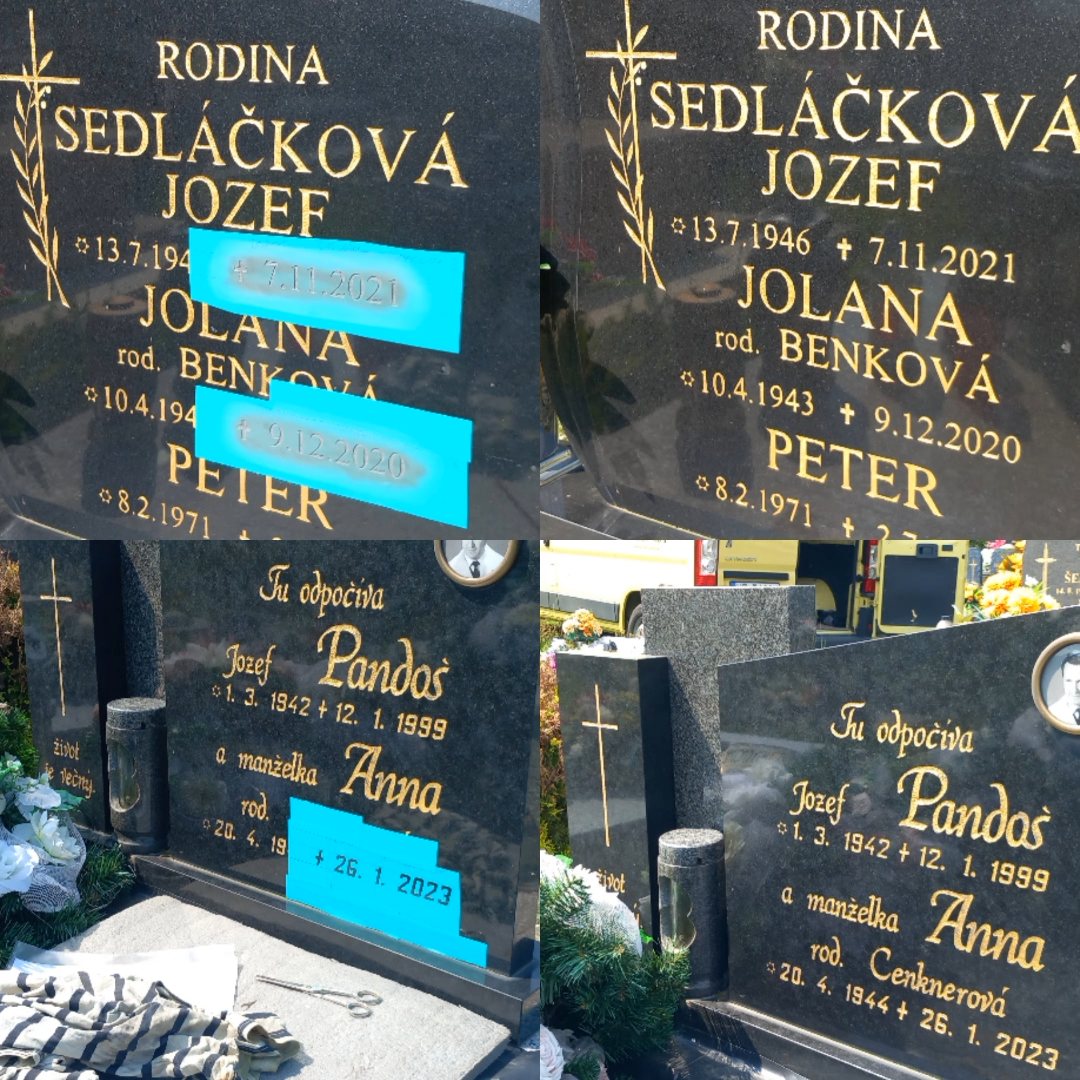 RODINA
SEDLÁČKOVÁ
JOZEF
✩13.7.194
✝ 7.11.2021
JOLANA
rod. BENKOVÁ
✩10.4.194
✝ 9.12.2020
PETER
✩8.2.1971 ✝
RODINA
SEDLÁČKOVÁ
JOZEF
✩13.7.1946 ✝ 7.11.2021
JOLANA
rod. BENKOVÁ
✩10.4.1943 ✝ 9.12.2020
PETER
✩8.2.1971 ✝ 2.7
Tu odpočíva
Jozef Pandoš
✩1. 3. 1942 ✝ 12. 1. 1999
a manželka Anna
rod.
✩20. 4. 19
✝ 26. 1. 2023
život
je večný.
Tu odpočíva
Jozef Pandoš
✩1. 3. 1942 ✝ 12. 1. 1999
a manželka Anna
rod. Cenknerová
✩20. 4. 1944 ✝ 26. 1. 2023
život